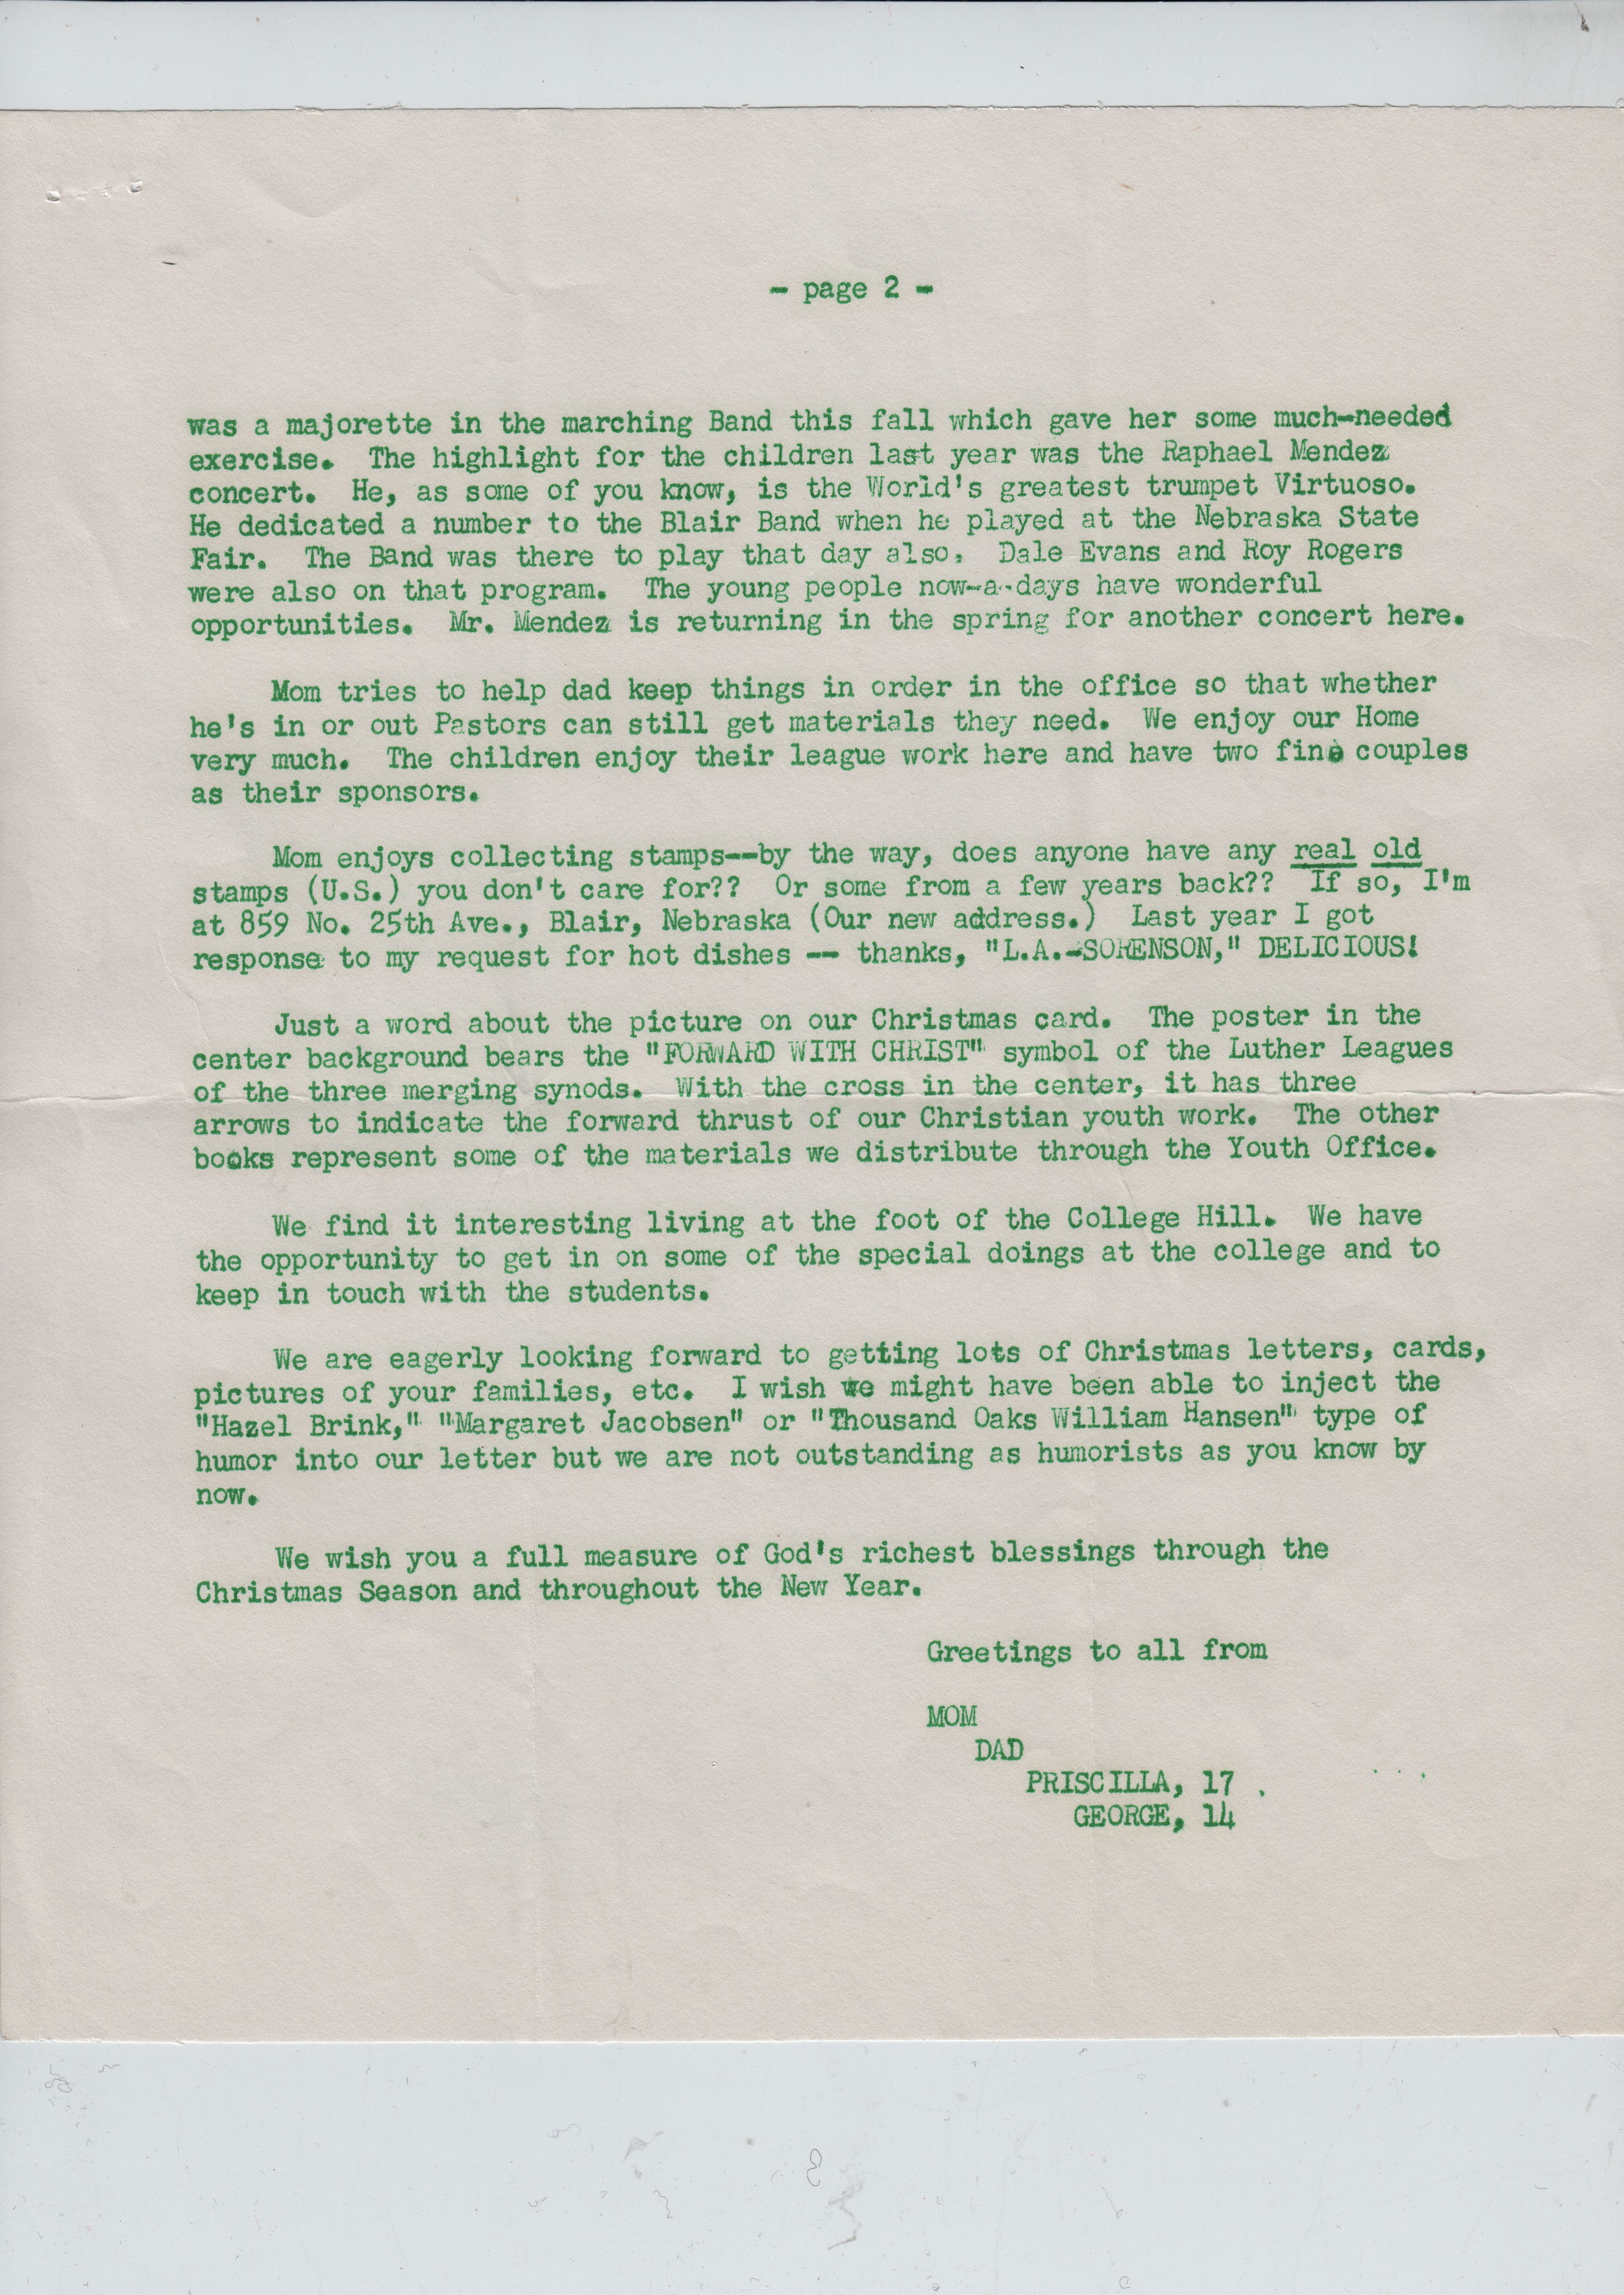 - page 2 -
was a majorette in the marching Band this fall which gave her some much-needed
exercise. The highlight for the children last year was the Raphael Mendez
concert. He, as some of you know, is the World's greatest trumpet Virtuoso.
He dedicated a number to the Blair Band when he played at the Nebraska State
Fair. The Band was there to play that day also. Dale Evans and Roy Rogers
were also on that program. The young people now-a-days have wonderful
opportunities. Mr. Mendez is returning in the spring for another concert here.
Mom tries to help dad keep things in order in the office so that whether
he's in or out Pastors can still get materials they need. We enjoy our Home
very much. The children enjoy their league work here and have two fine couples
as their sponsors.
Mom enjoys collecting stamps--by the way, does anyone have any real old
stamps (U.S.) you don't care for?? Or some from a few years back?? If so, I'm
at 859 No. 25th Ave., Blair, Nebraska (Our new address.) Last year I got
response to my request for hot dishes -- thanks, "L.A.-SORENSON," DELICIOUS!
Just a word about the picture on our Christmas card. The poster in the
center background bears the "FORWARD WITH CHRIST" symbol of the Luther Leagues
of the three merging synods. With the cross in the center, it has three
arrows to indicate the forward thrust of our Christian youth work. The other
books represent some of the materials we distribute through the Youth Office.
We find it interesting living at the foot of the College Hill. We have
the opportunity to get in on some of the special doings at the college and to
keep in touch with the students.
We are eagerly looking forward to getting lots of Christmas letters, cards,
pictures of your families, etc. I wish we might have been able to inject the
"Hazel Brink," "Margaret Jacobsen" or "Thousand Oaks William Hansen" type of
humor into our letter but we are not outstanding as humorists as you know by
now.
We wish you a full measure of God's richest blessings through the
Christmas Season and throughout the New Year.
Greetings to all from
MOM
DAD
PRISCILLA, 17
GEORGE, 14